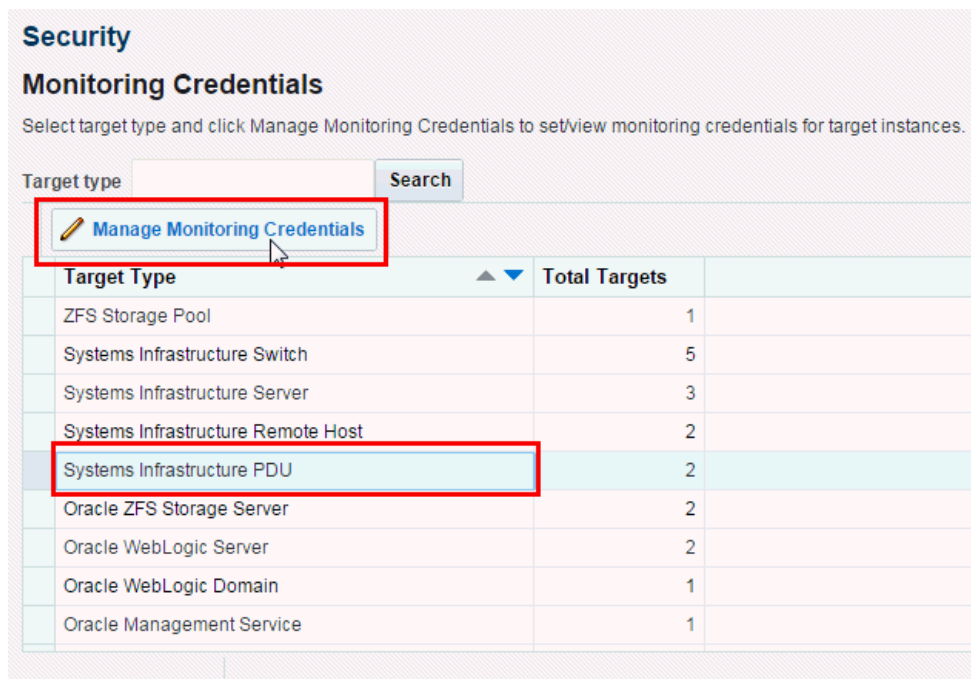 Security
Monitoring Credentials
Select target type and click Manage Monitoring Credentials to set/view monitoring credentials for target instances.
Target type Search
Manage Monitoring Credentials
Target Type Total Targets
ZFS Storage Pool 1
Systems Infrastructure Switch 5
Systems Infrastructure Server 3
Systems Infrastructure Remote Host 2
Systems Infrastructure PDU 2
Oracle ZFS Storage Server 2
Oracle WebLogic Server 2
Oracle WebLogic Domain 1
Oracle Management Service 1